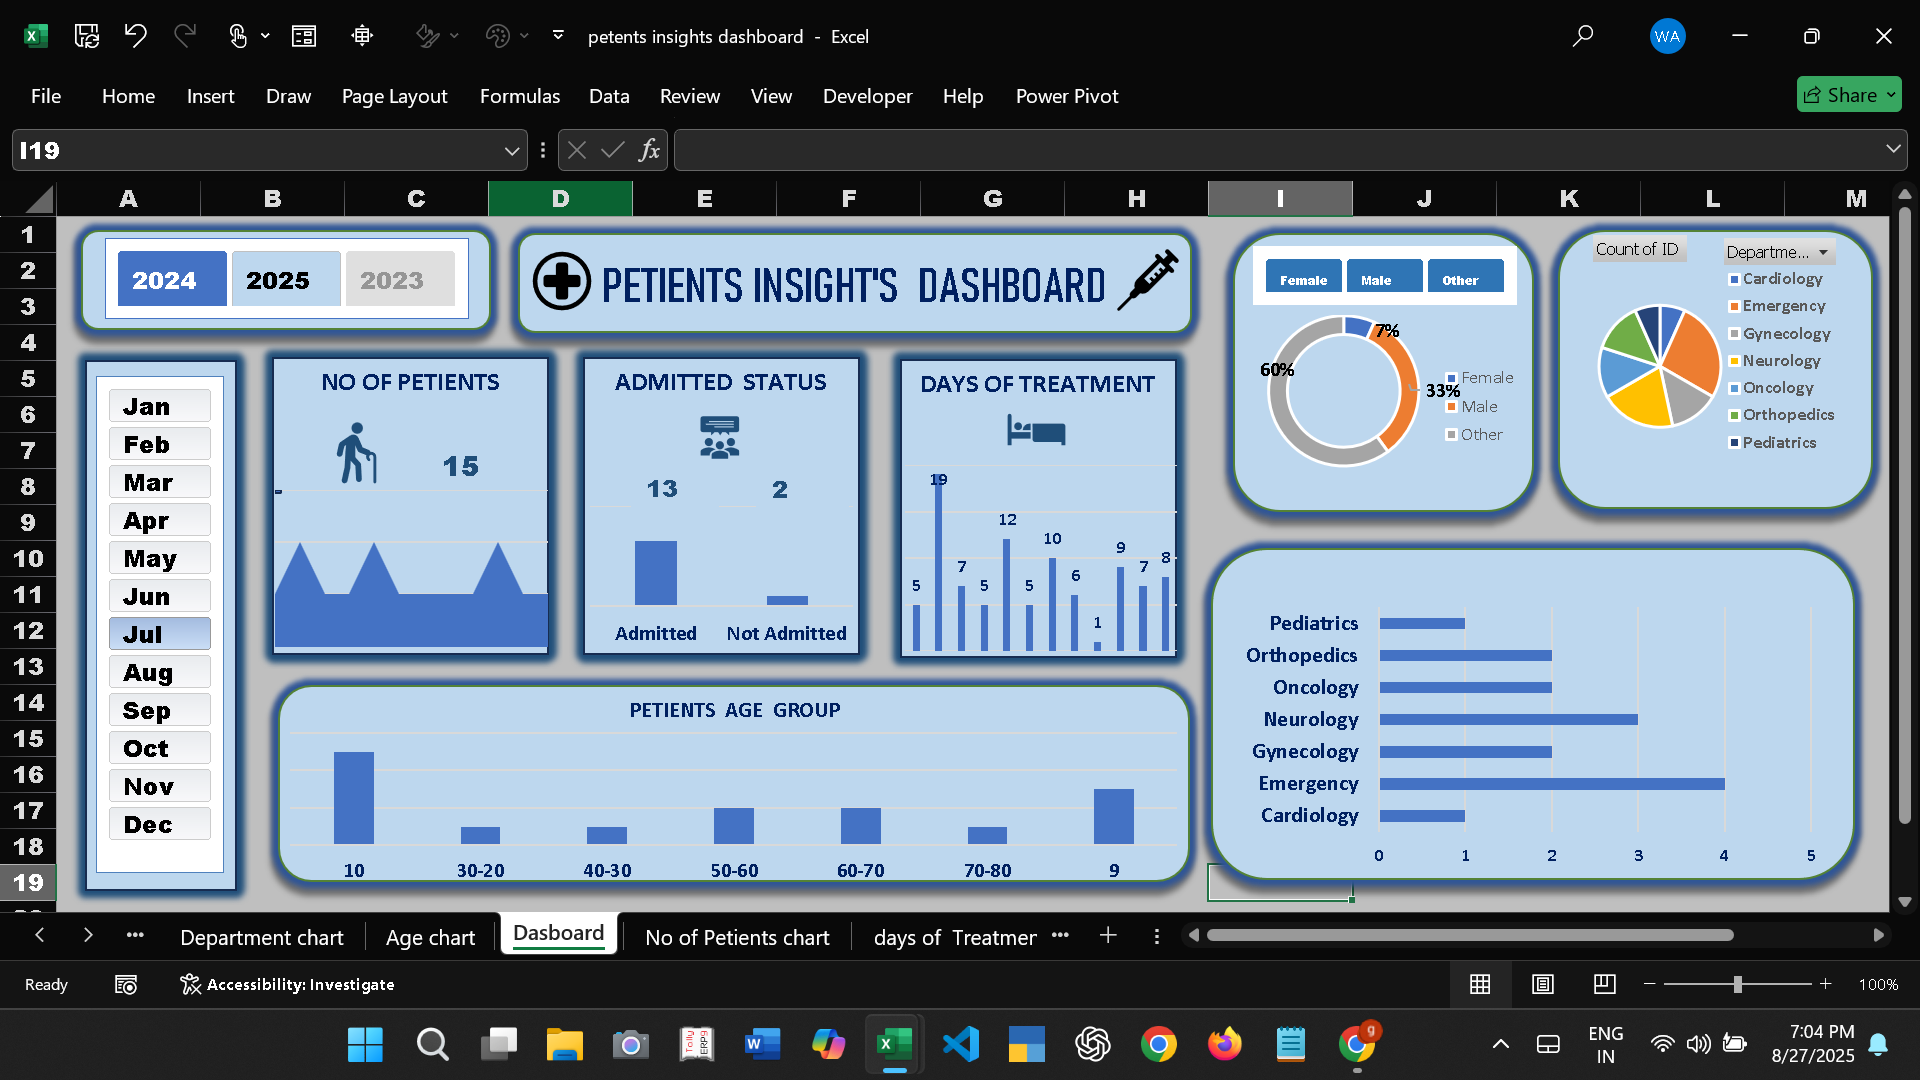 petents insights dashboard - Excel
WA
File Home Insert Draw Page Layout Formulas Data Review View Developer Help Power Pivot
Share
I19
fx
A B C D E F G H I J K L M
1
2
3
4
5
6
7
8
9
10
11
12
13
14
15
16
17
18
19
2024 2025 2023
PETIENTS INSIGHT'S DASHBOARD
Female Male Other
7%
60%
33%
Female
Male
Other
Count of ID
Departme...
Cardiology
Emergency
Gynecology
Neurology
Oncology
Orthopedics
Pediatrics
Jan
Feb
Mar
Apr
May
Jun
Jul
Aug
Sep
Oct
Nov
Dec
NO OF PETIENTS
15
ADMITTED STATUS
13 2
Admitted Not Admitted
DAYS OF TREATMENT
5 19 7 5 12 5 10 6 1 9 7 8
PETIENTS AGE GROUP
10 30-20 40-30 50-60 60-70 70-80 9
Pediatrics
Orthopedics
Oncology
Neurology
Gynecology
Emergency
Cardiology
0 1 2 3 4 5
Department chart Age chart Dasboard No of Petients chart days of Treatmer
Ready
Accessibility: Investigate
100%
Tally ERP9
W
X
g
ENG
IN
7:04 PM
8/27/2025